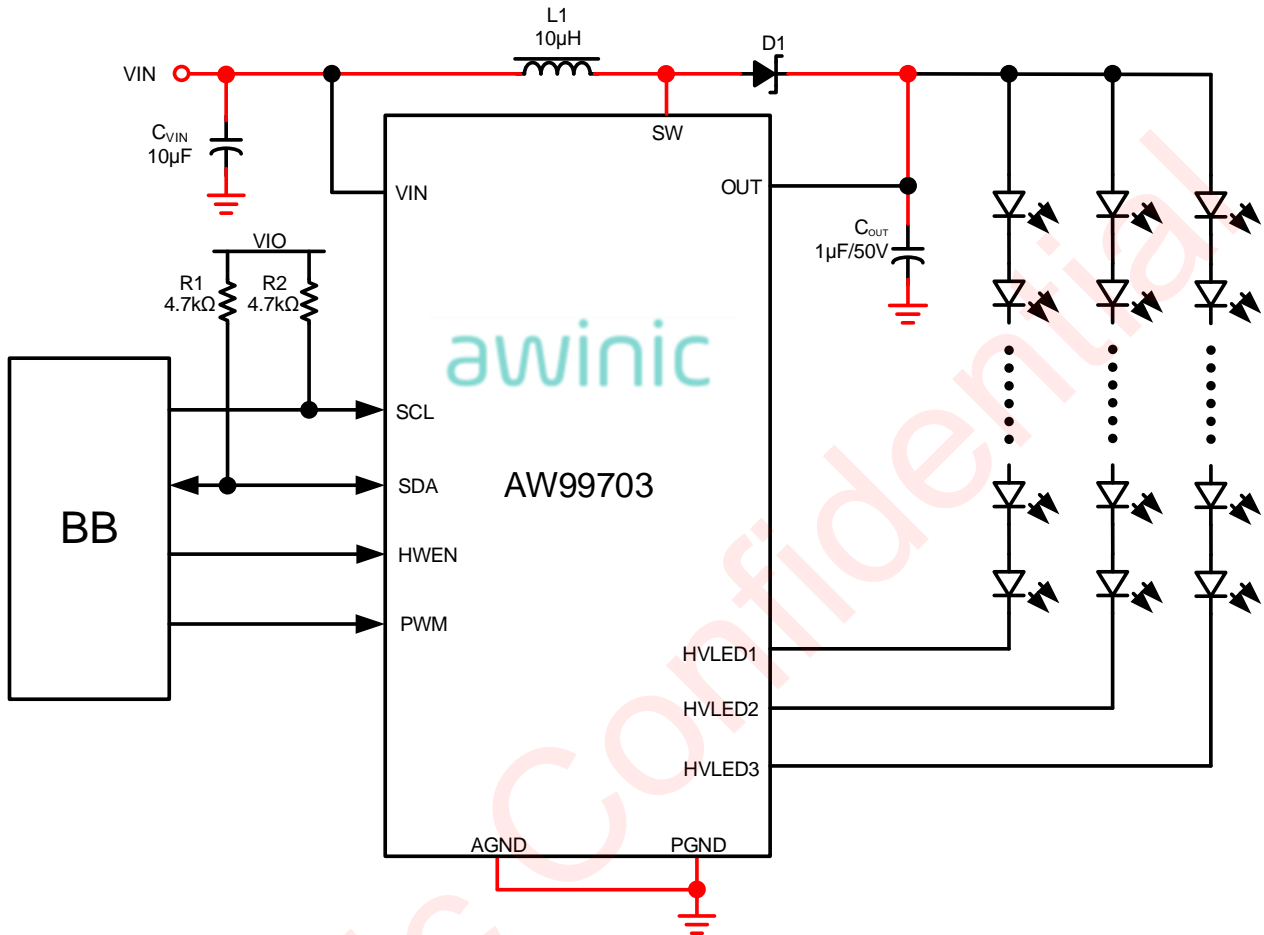 L1
10µH
D1
VIN
SW
CVIN
10µF
VIN
OUT
COUT
1µF/50V
VIO
R1
4.7kΩ
R2
4.7kΩ
awinic
SCL
AW99703
SDA
BB
HWEN
PWM
HVLED1
HVLED2
HVLED3
AGND
PGND
ic Confidential